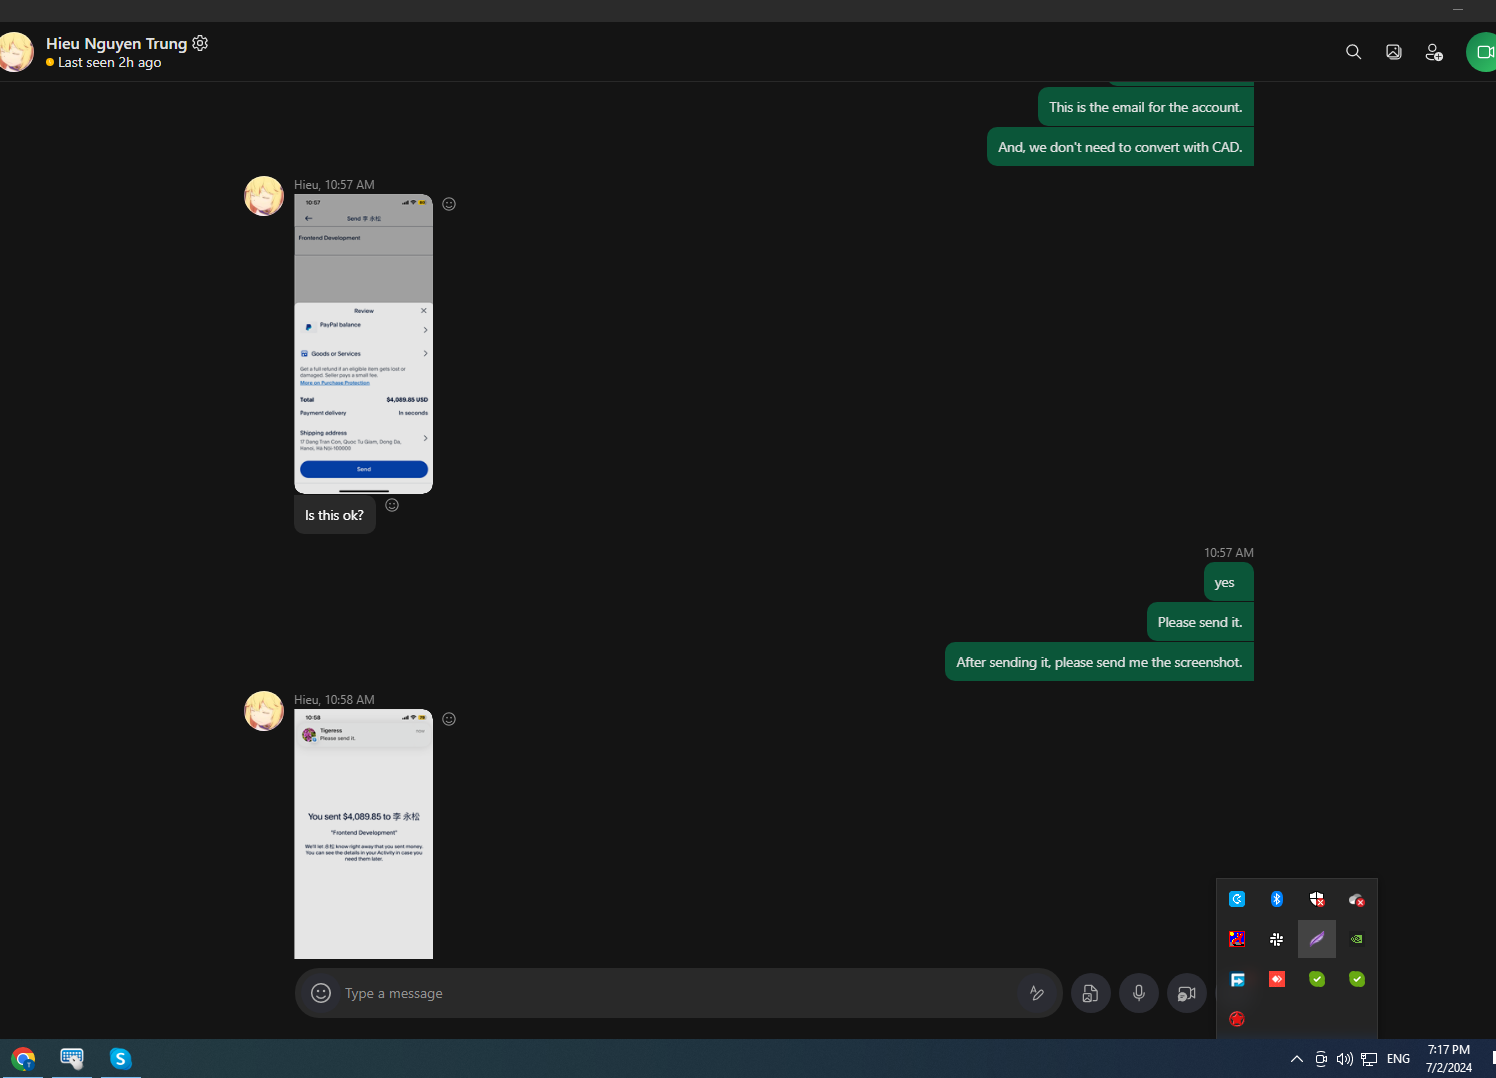 Hieu Nguyen Trung
Last seen 2h ago
This is the email for the account.
And, we don't need to convert with CAD.
Hieu, 10:57 AM
10:57
Send 李 永松
Frontend Development
Review
PayPal balance
Goods or Services
Get a full refund if an eligible item gets lost or
damaged. Seller pays a small fee.
More on Purchase Protection
Total $4,089.85 USD
Payment delivery In seconds
Shipping address
17 Dang Tran Con, Quoc Tu Giam, Dong Da,
Hanoi, Hà Nội-100000
Send
Is this ok?
10:57 AM
yes
Please send it.
After sending it, please send me the screenshot.
Hieu, 10:58 AM
10:58
Tigeress now
Please send it.
You sent $4,089.85 to 李 永松
"Frontend Development"
We'll let 永松 know right away that you sent money.
You can see the details in your Activity in case you
need them later.
Type a message
ENG
7:17 PM
7/2/2024